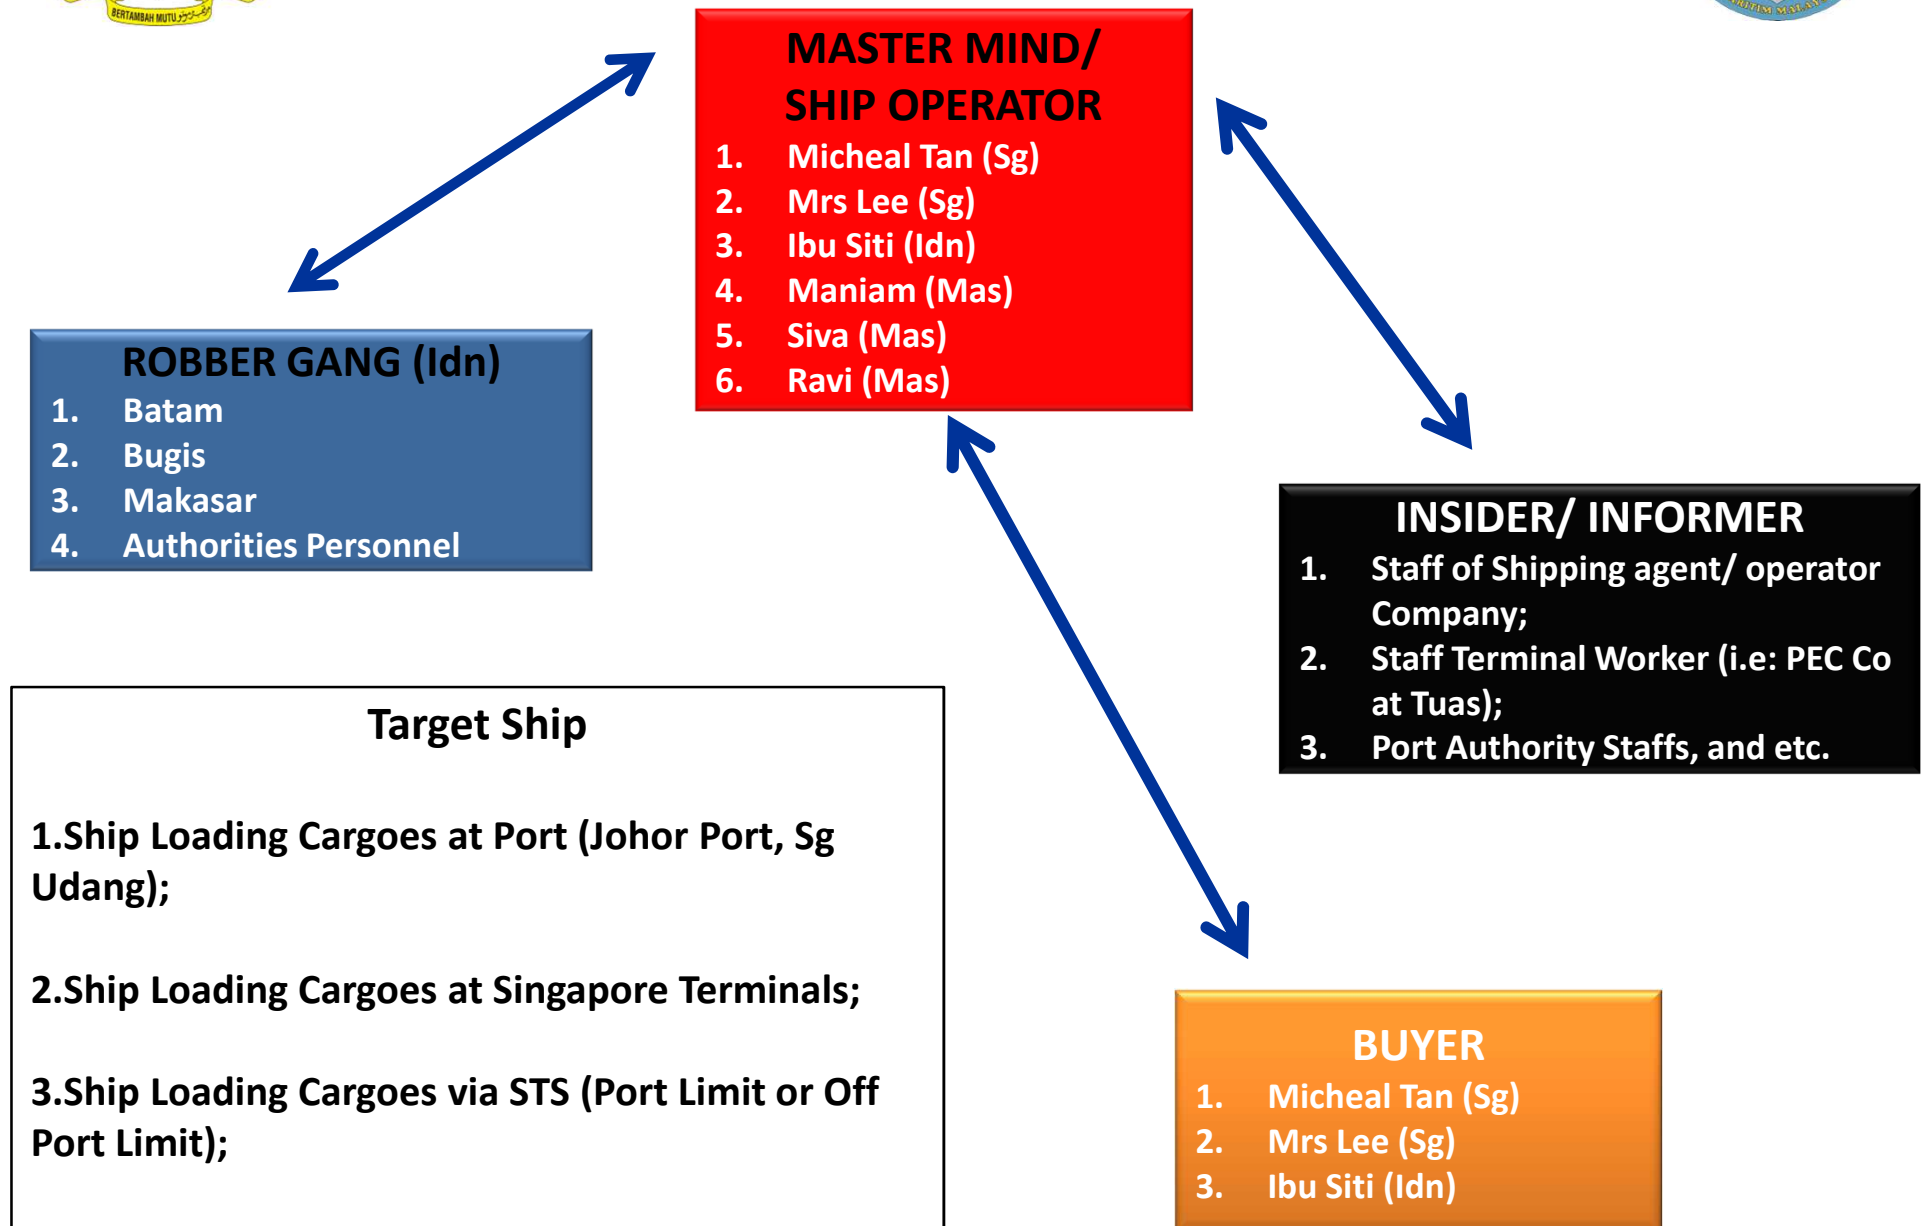 BERTAMBAH MUTU
MARITIM MALAYS
MASTER MIND/
SHIP OPERATOR
1. Micheal Tan (Sg)
2. Mrs Lee (Sg)
3. Ibu Siti (Idn)
4. Maniam (Mas)
5. Siva (Mas)
6. Ravi (Mas)
ROBBER GANG (Idn)
1. Batam
2. Bugis
3. Makasar
4. Authorities Personnel
INSIDER/ INFORMER
1. Staff of Shipping agent/ operator
Company;
2. Staff Terminal Worker (i.e: PEC Co
at Tuas);
3. Port Authority Staffs, and etc.
Target Ship
1.Ship Loading Cargoes at Port (Johor Port, Sg
Udang);
2.Ship Loading Cargoes at Singapore Terminals;
3.Ship Loading Cargoes via STS (Port Limit or Off
Port Limit);
BUYER
1. Micheal Tan (Sg)
2. Mrs Lee (Sg)
3. Ibu Siti (Idn)